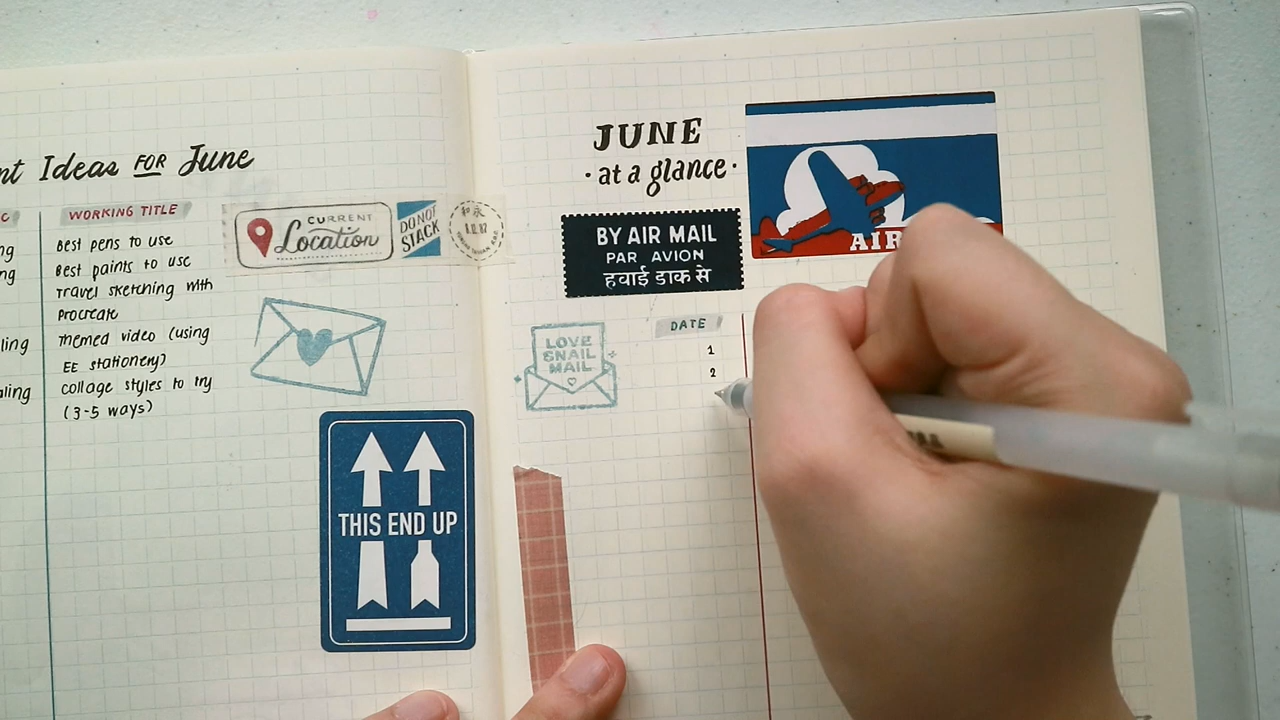 Ideas FOR June
WORKING TITLE
Best pens to use
Best paints to use
Travel sketching with
Procreate
Themed video (using
EE stationery)
collage styles to try
(3-5 ways)
CURRENT
Location
DO NOT
STACK
THIS END UP
JUNE
·at a glance·
BY AIR MAIL
PAR AVION
हवाई डाक से
AIR
LOVE
SNAIL
MAIL
DATE
1
2